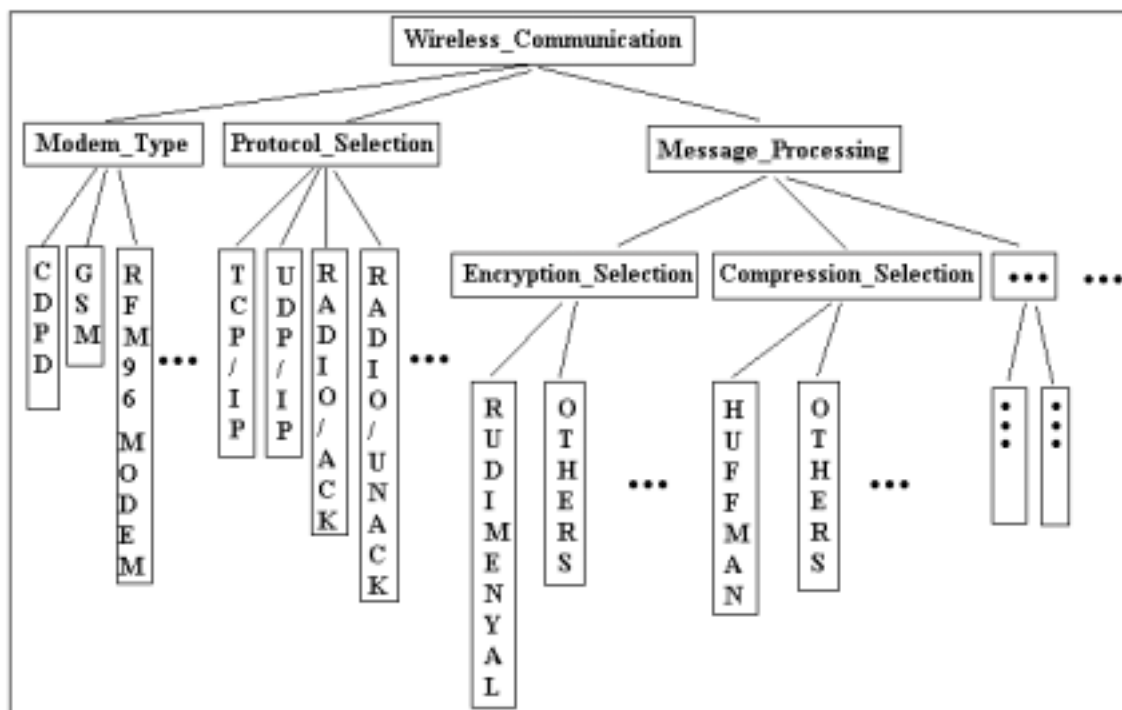 Wireless_Communication
Modem_Type
Protocol_Selection
Message_Processing
CDPD
GSM
RFM96 MODEM
•••
TCP/IP
UDP/IP
RADIO/ACK
RADIO/UNACK
•••
Encryption_Selection
Compression_Selection
•••
•••
RUDIMENYAL
OTHERS
•••
HUFFMAN
OTHERS
•••
•••
•••